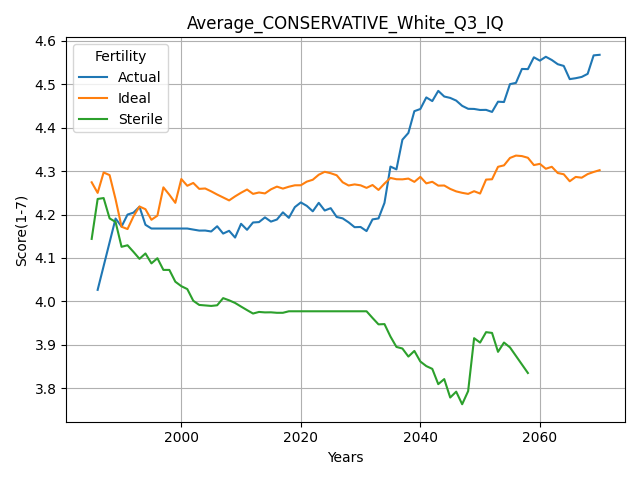 Average_CONSERVATIVE_White_Q3_IQ
Fertility
Actual
Ideal
Sterile
Score(1-7)
4.6
4.5
4.4
4.3
4.2
4.1
4.0
3.9
3.8
2000 2020 2040 2060
Years